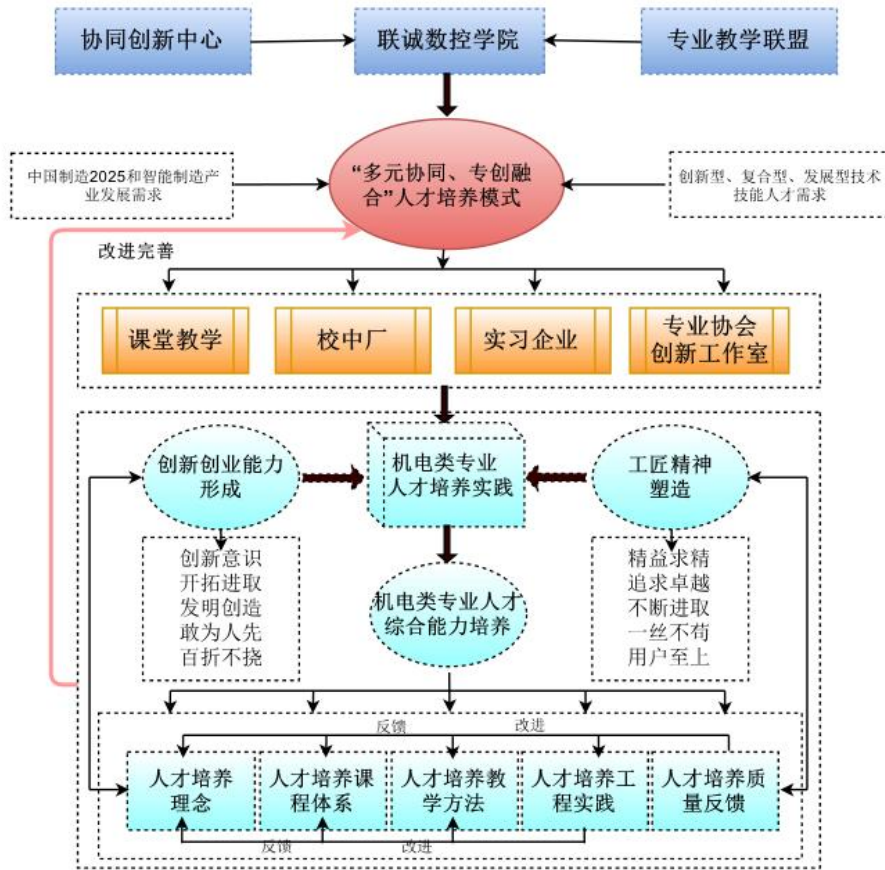 协同创新中心
联诚数控学院
专业教学联盟
中国制造2025和智能制造产
业发展需求
“多元协同、专创融
合”人才培养模式
创新型、复合型、发展型技术
技能人才需求
改进完善
课堂教学
校中厂
实习企业
专业协会
创新工作室
创新创业能力
形成
机电类专业
人才培养实践
工匠精神
塑造
创新意识
开拓进取
发明创造
敢为人先
百折不挠
机电类专业人才
综合能力培养
精益求精
追求卓越
不断进取
一丝不苟
用户至上
反馈
改进
人才培养
理念
人才培养课
程体系
人才培养教
学方法
人才培养工
程实践
人才培养质
量反馈
反馈
改进